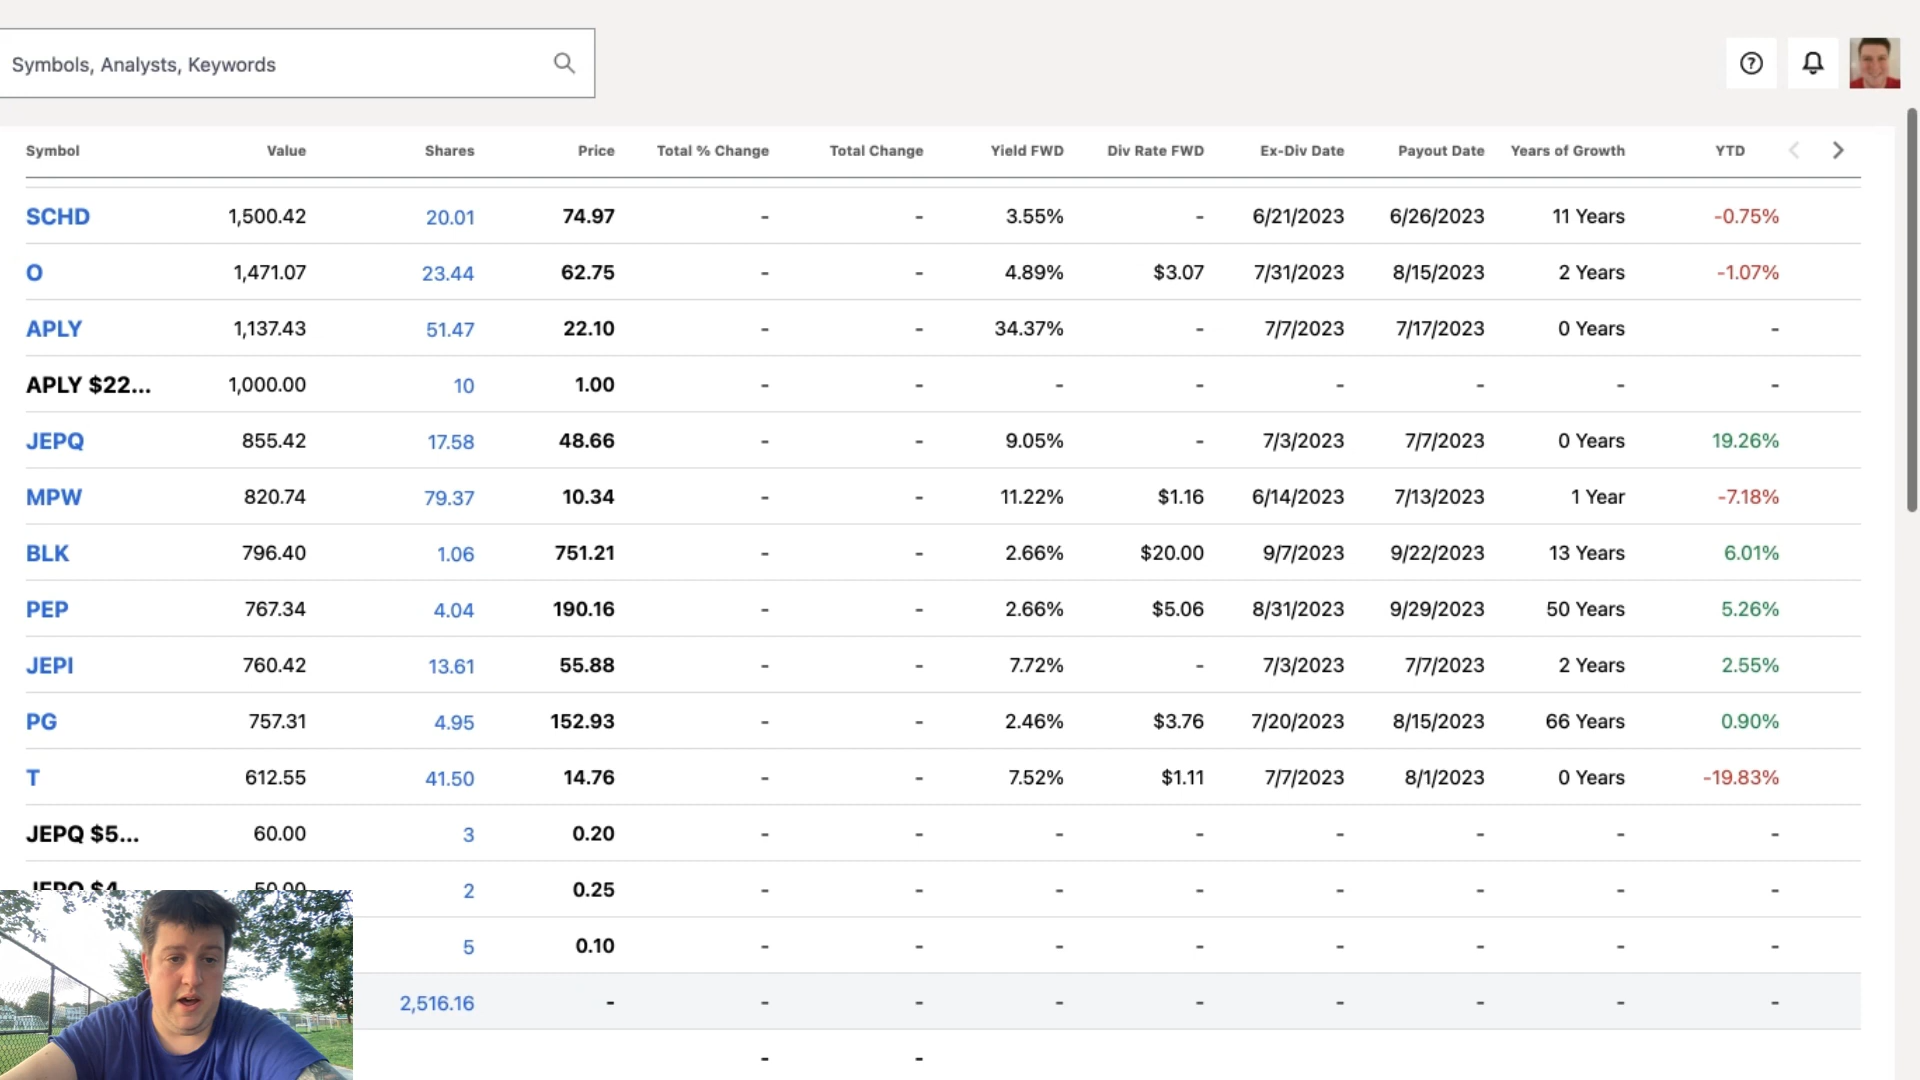 Symbols, Analysts, Keywords
Symbol Value Shares Price Total % Change Total Change Yield FWD Div Rate FWD Ex-Div Date Payout Date Years of Growth YTD
SCHD 1,500.42 20.01 74.97 - - 3.55% - 6/21/2023 6/26/2023 11 Years -0.75%
O 1,471.07 23.44 62.75 - - 4.89% $3.07 7/31/2023 8/15/2023 2 Years -1.07%
APLY 1,137.43 51.47 22.10 - - 34.37% - 7/7/2023 7/17/2023 0 Years -
APLY $22... 1,000.00 10 1.00 - - - - - - - -
JEPQ 855.42 17.58 48.66 - - 9.05% - 7/3/2023 7/7/2023 0 Years 19.26%
MPW 820.74 79.37 10.34 - - 11.22% $1.16 6/14/2023 7/13/2023 1 Year -7.18%
BLK 796.40 1.06 751.21 - - 2.66% $20.00 9/7/2023 9/22/2023 13 Years 6.01%
PEP 767.34 4.04 190.16 - - 2.66% $5.06 8/31/2023 9/29/2023 50 Years 5.26%
JEPI 760.42 13.61 55.88 - - 7.72% - 7/3/2023 7/7/2023 2 Years 2.55%
PG 757.31 4.95 152.93 - - 2.46% $3.76 7/20/2023 8/15/2023 66 Years 0.90%
T 612.55 41.50 14.76 - - 7.52% $1.11 7/7/2023 8/1/2023 0 Years -19.83%
JEPQ $5... 60.00 3 0.20 - - - - - - - -
JEPQ $4 50.00 2 0.25 - - - - - - - -
5 0.10 - - - - - - - -
2,516.16 - - - - - - - - -
- -